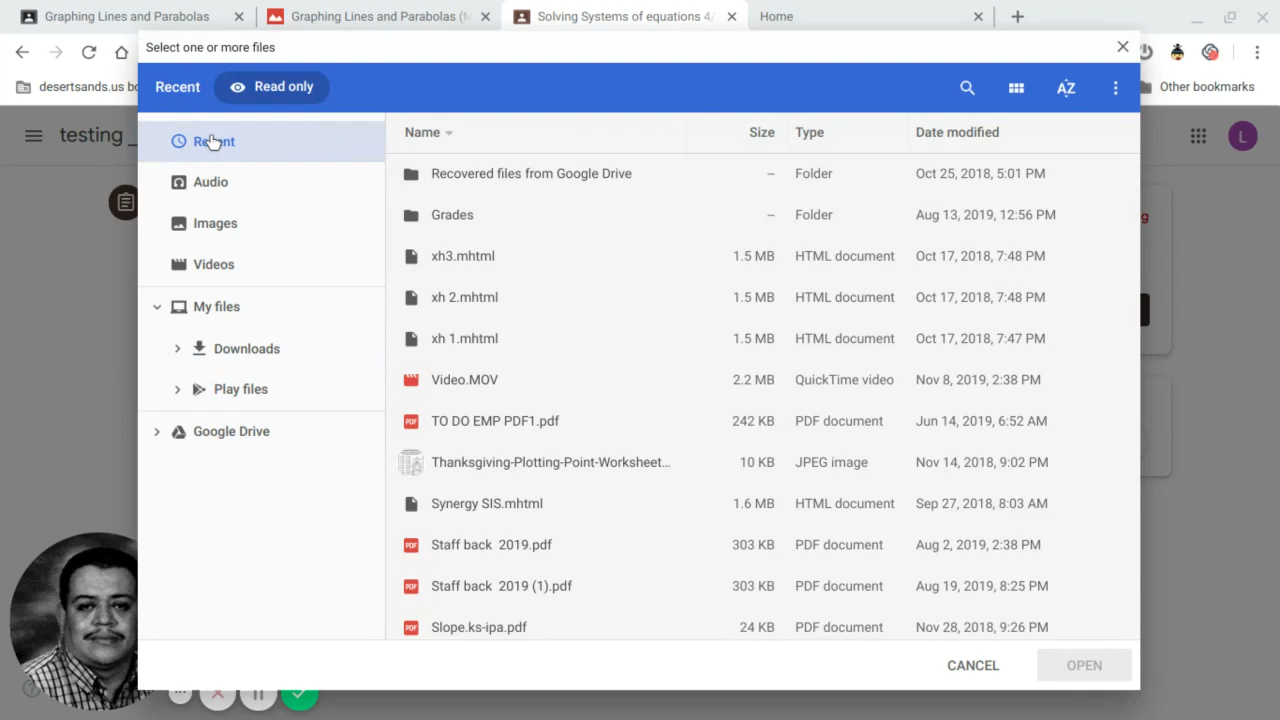 Graphing Lines and Parabolas
Graphing Lines and Parabolas (M
Solving Systems of equations 4/
Home
desertsands.us bo
Other bookmarks
testing _
L
Select one or more files
Recent
Read only
AZ
Recent
Audio
Images
Videos
My files
Downloads
Play files
Google Drive
Name Size Type Date modified
Recovered files from Google Drive -- Folder Oct 25, 2018, 5:01 PM
Grades -- Folder Aug 13, 2019, 12:56 PM
xh3.mhtml 1.5 MB HTML document Oct 17, 2018, 7:48 PM
xh 2.mhtml 1.5 MB HTML document Oct 17, 2018, 7:48 PM
xh 1.mhtml 1.5 MB HTML document Oct 17, 2018, 7:47 PM
Video.MOV 2.2 MB QuickTime video Nov 8, 2019, 2:38 PM
PDF TO DO EMP PDF1.pdf 242 KB PDF document Jun 14, 2019, 6:52 AM
Thanksgiving-Plotting-Point-Worksheet... 10 KB JPEG image Nov 14, 2018, 9:02 PM
Synergy SIS.mhtml 1.6 MB HTML document Sep 27, 2018, 8:03 AM
PDF Staff back 2019.pdf 303 KB PDF document Aug 2, 2019, 2:38 PM
PDF Staff back 2019 (1).pdf 303 KB PDF document Aug 19, 2019, 8:25 PM
PDF Slope.ks-ipa.pdf 24 KB PDF document Nov 28, 2018, 9:26 PM
CANCEL
OPEN